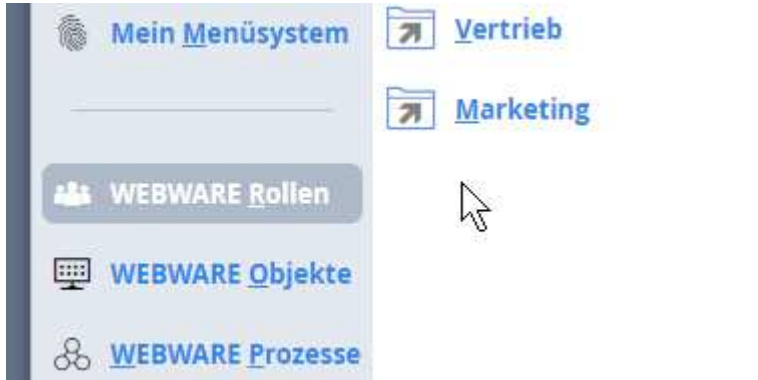 Mein Menüsystem
WEBWARE Rollen
WEBWARE Objekte
WEBWARE Prozesse
Vertrieb
Marketing